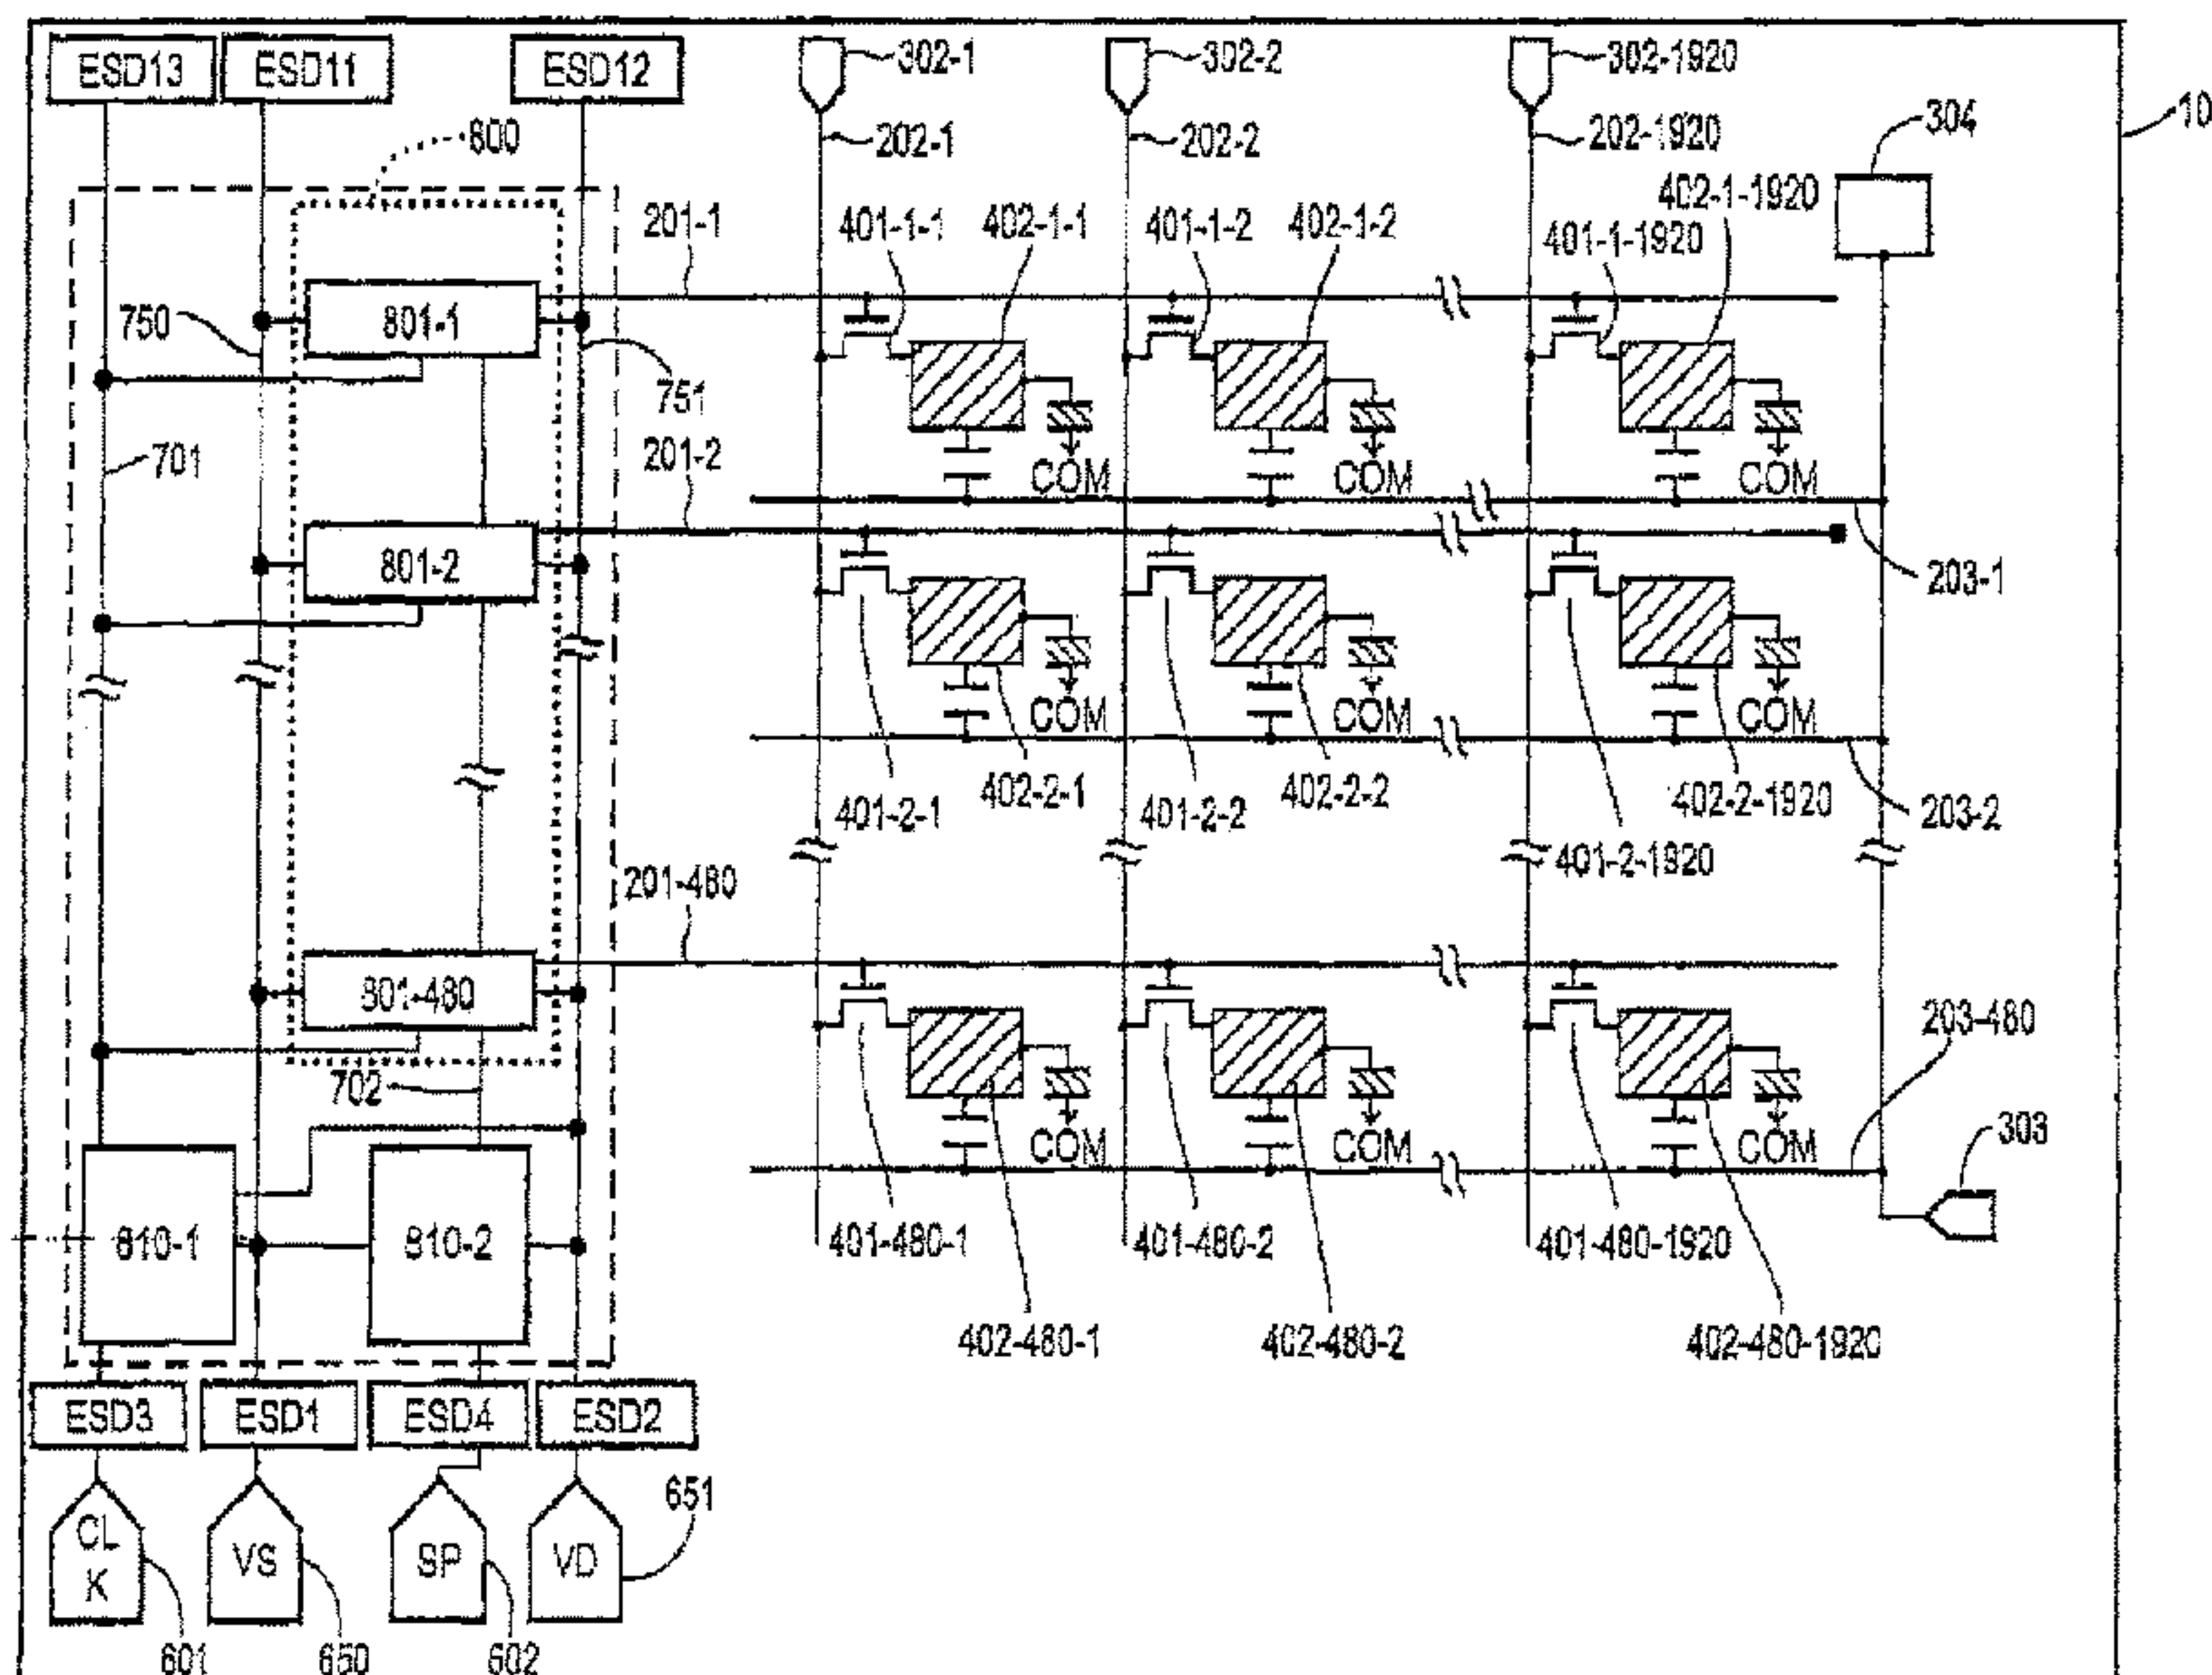 ESD13 ESD11 ESD12 302-1 302-2 302-1920
10
304
800
202-1 202-2 202-1920
402-1-1920
201-1 401-1-1 402-1-1 401-1-2 402-1-2 401-1-1920
750 801-1
751
701 201-2 COM COM COM
801-2
203-1
COM COM COM
402-2-1 402-2-2 402-2-1920
401-2-1 401-2-2 203-2
401-2-1920
201-480
801-480
203-480
702
COM COM COM 303
810-1 810-2 401-480-1 401-480-2 401-480-1920
402-480-1 402-480-2 402-480-1920
ESD3 ESD1 ESD4 ESD2
651
CL
K VS SP VD
601 650 602